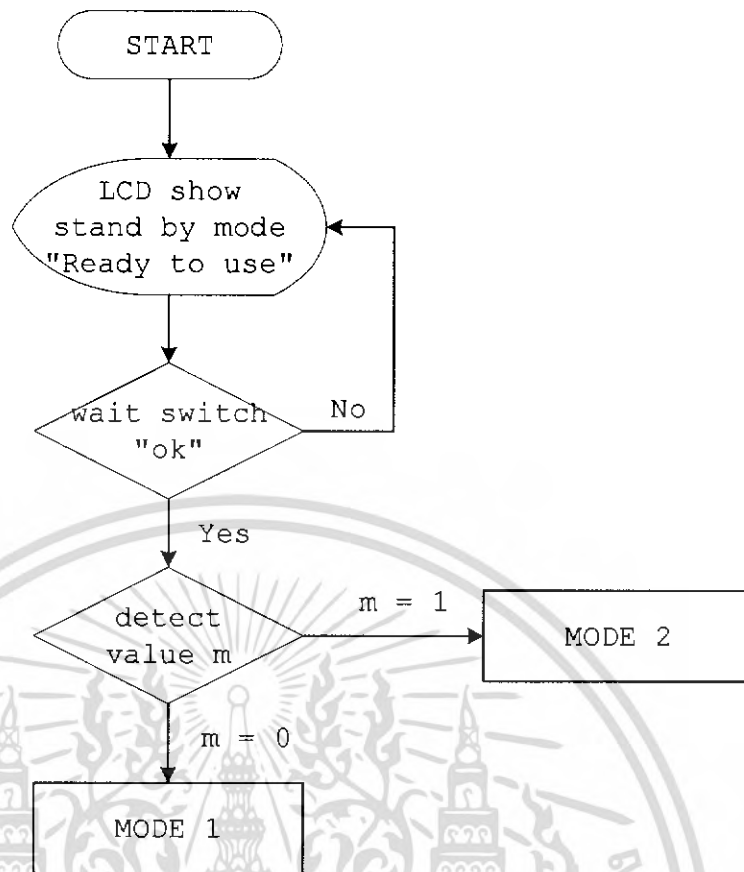 START
LCD show
stand by mode
"Ready to use"
wait switch
"ok"
No
Yes
detect
value m
m = 1
MODE 2
m = 0
MODE 1